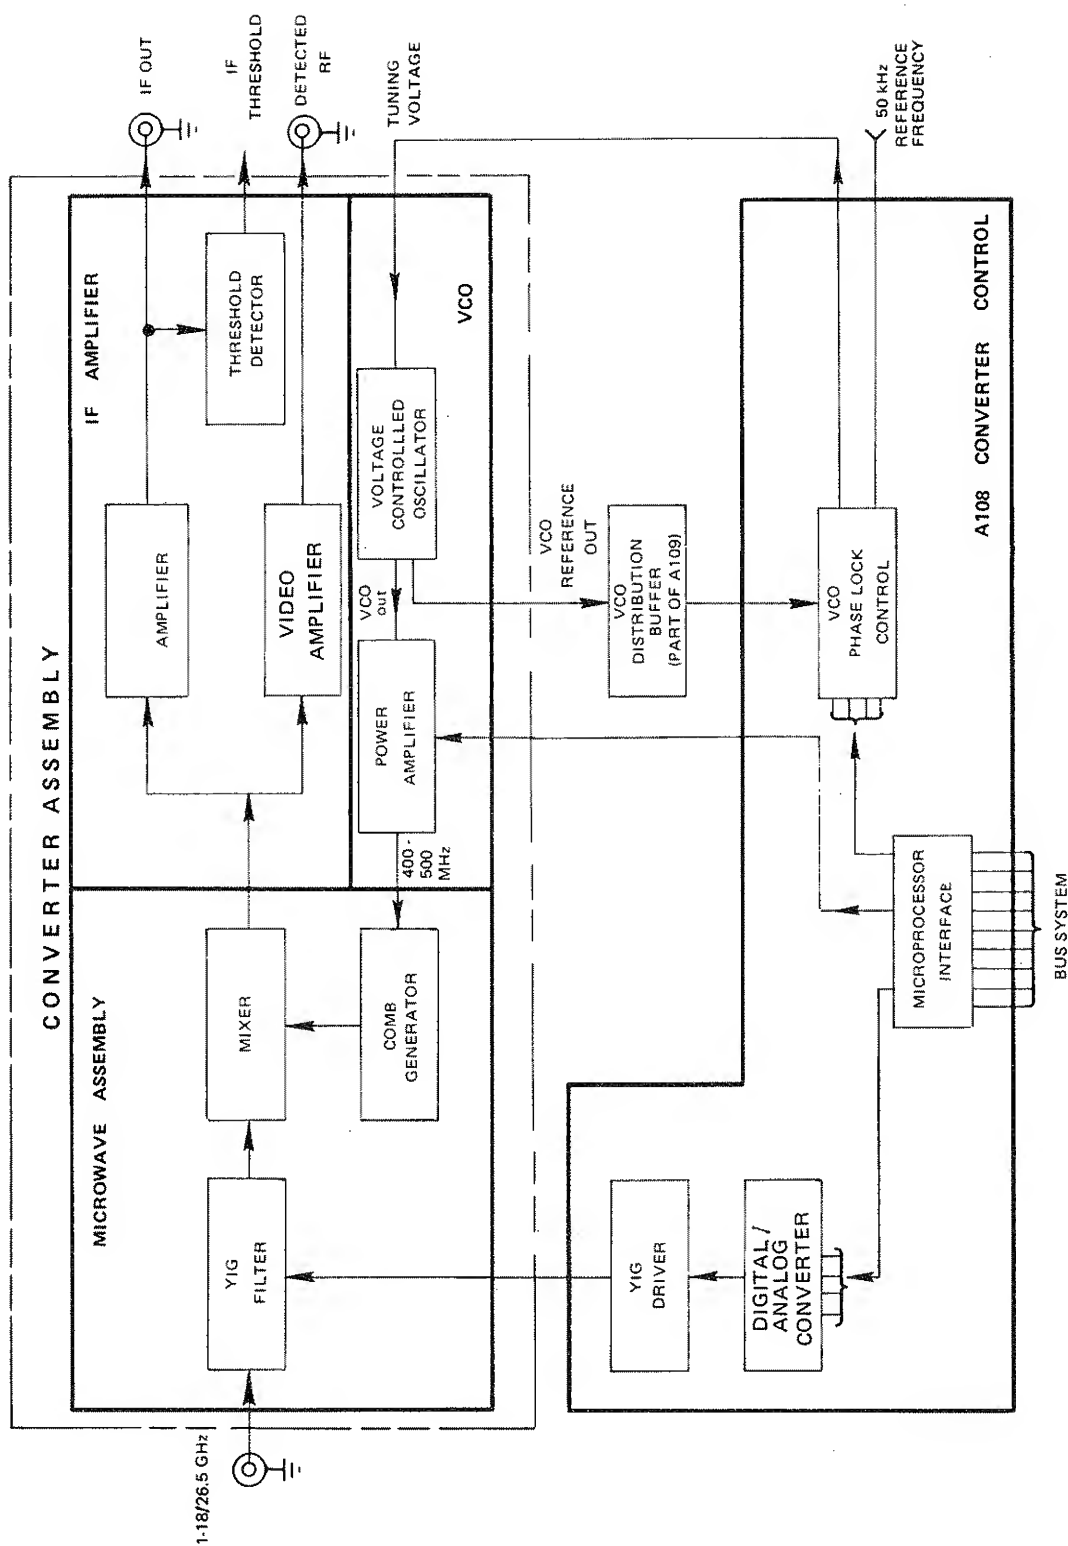 CONVERTER ASSEMBLY
MICROWAVE ASSEMBLY
IF AMPLIFIER
1-18/26.5 GHz
YIG
FILTER
MIXER
COMB
GENERATOR
AMPLIFIER
VIDEO
AMPLIFIER
THRESHOLD
DETECTOR
IF OUT
IF
THRESHOLD
DETECTED
RF
400 -
500
MHz
POWER
AMPLIFIER
VCO
out
VOLTAGE
CONTROLLLED
OSCILLATOR
VCO
TUNING
VOLTAGE
VCO
REFERENCE
OUT
YIG
DRIVER
VCO
DISTRIBUTION
BUFFER
(PART OF A109)
DIGITAL /
ANALOG
CONVERTER
VCO
PHASE LOCK
CONTROL
50 kHz
REFERENCE
FREQUENCY
MICROPROCESSOR
INTERFACE
A108 CONVERTER CONTROL
BUS SYSTEM